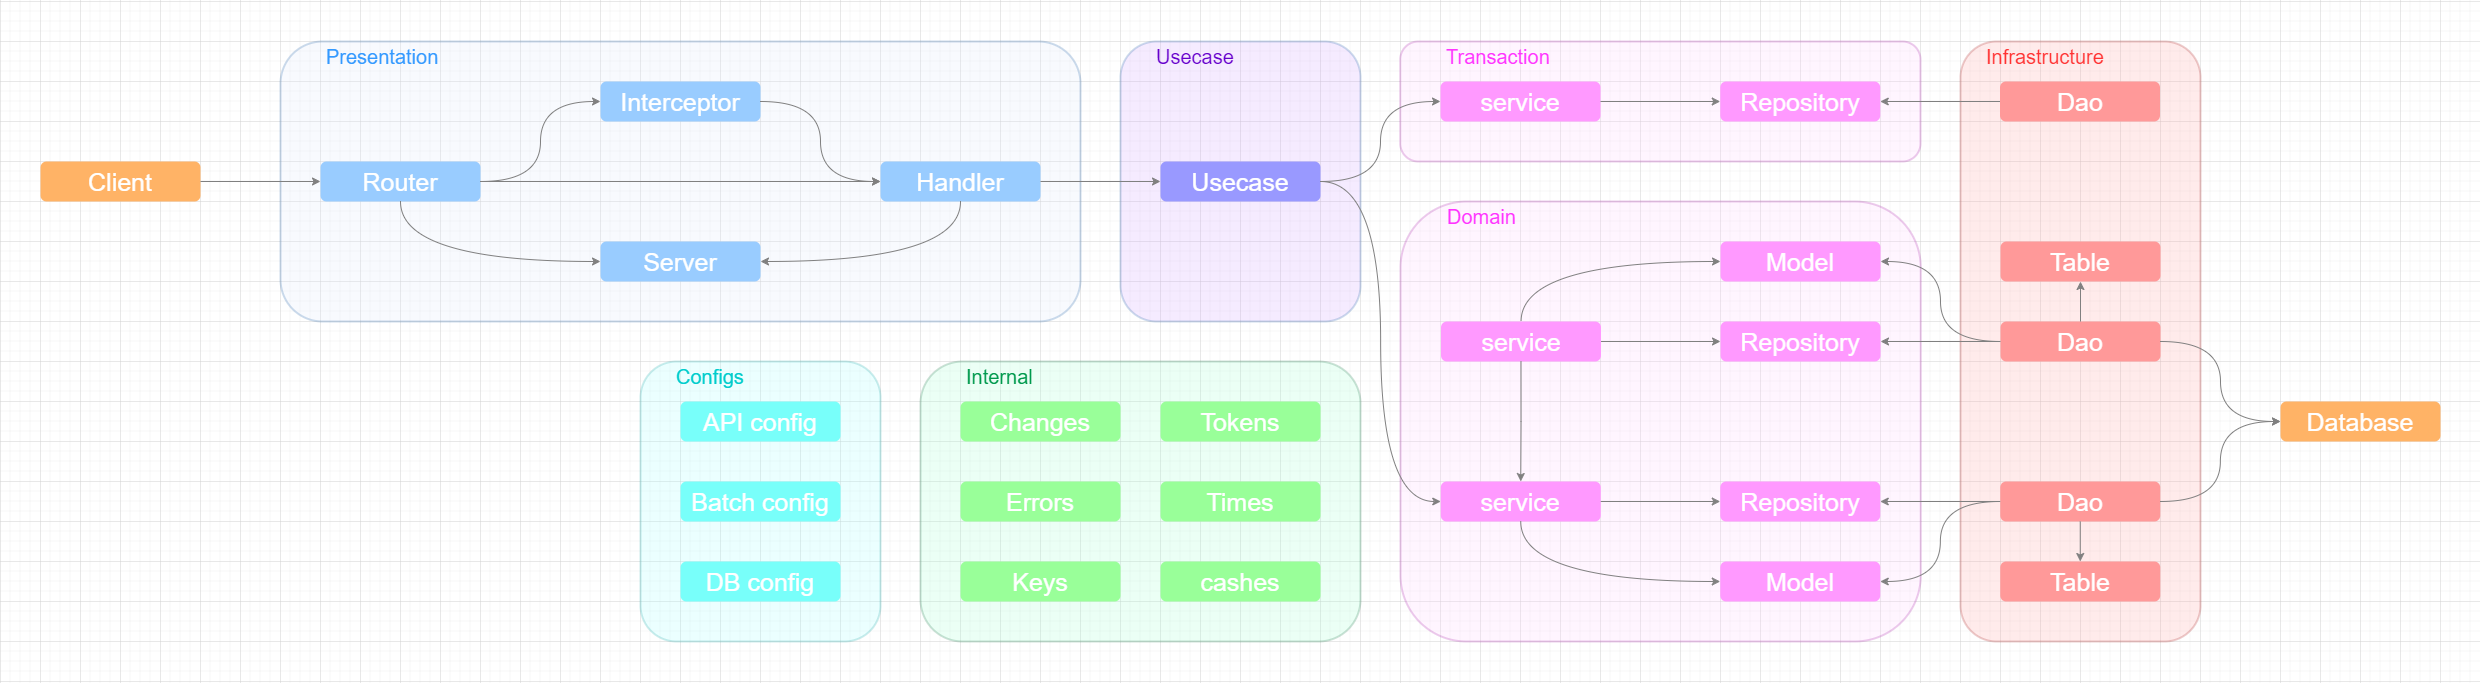 Presentation
Usecase
Transaction
Infrastructure
Interceptor
service
Repository
Dao
Client
Router
Handler
Usecase
Domain
Server
Model
Table
service
Repository
Dao
Configs
Internal
API config
Changes
Tokens
Database
Batch config
Errors
Times
service
Repository
Dao
DB config
Keys
cashes
Model
Table